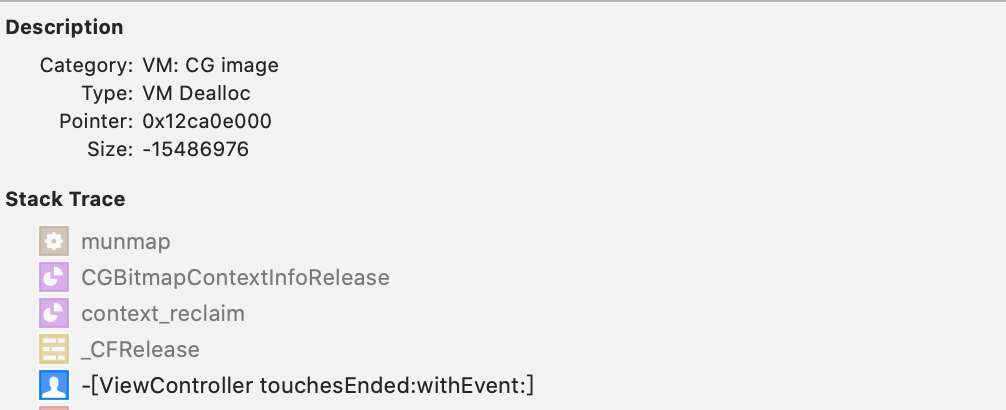 Description
Category: VM: CG image
Type: VM Dealloc
Pointer: 0x12ca0e000
Size: -15486976
Stack Trace
munmap
CGBitmapContextInfoRelease
context_reclaim
_CFRelease
-[ViewController touchesEnded:withEvent:]